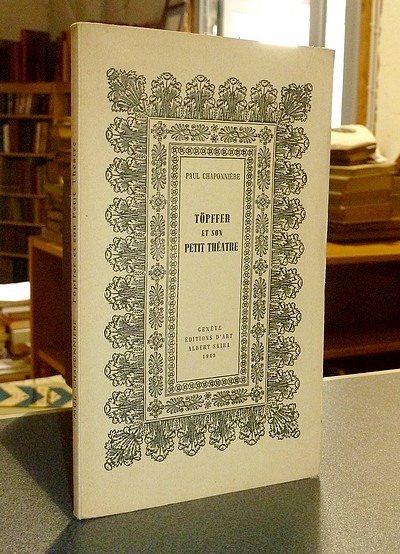 PAUL CHAPONNIÈRE
TÖPFFER
ET SON
PETIT THÉATRE
GENÈVE
ÉDITIONS D'ART
ALBERT SKIRA
1943
PAUL CHAPONNIÈRE Töpffer et son Petit Théatre